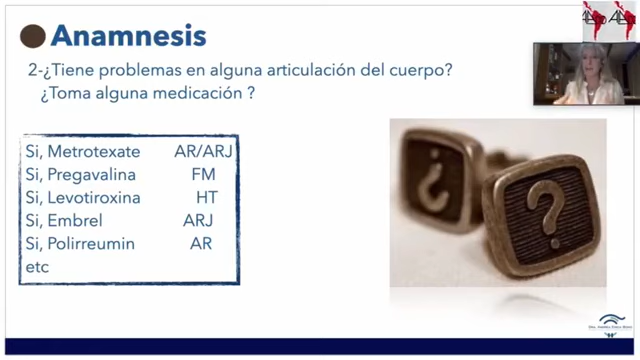 Anamnesis
2-¿Tiene problemas en alguna articulación del cuerpo?
¿Toma alguna medicación ?
Si, Metrotexate AR/ARJ
Si, Pregavalina FM
Si, Levotiroxina HT
Si, Embrel ARJ
Si, Polirreumin AR
etc
¿
?